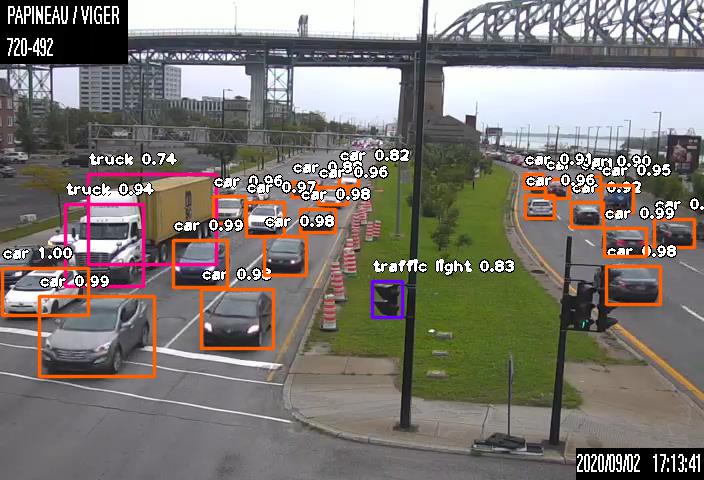 PAPINEAU / VIGER
720-492
car 0.82
truck 0.74
car 0.96
car 0.90
car 0.95
truck 0.94
car 0.96
car 0.97
car 0.98
car 0.96
car 0.92
car 0.99
car 0.98
car 0.99
car 1.00
car 0.98
traffic light 0.83
car 0.99
2020/09/02 17:13:41